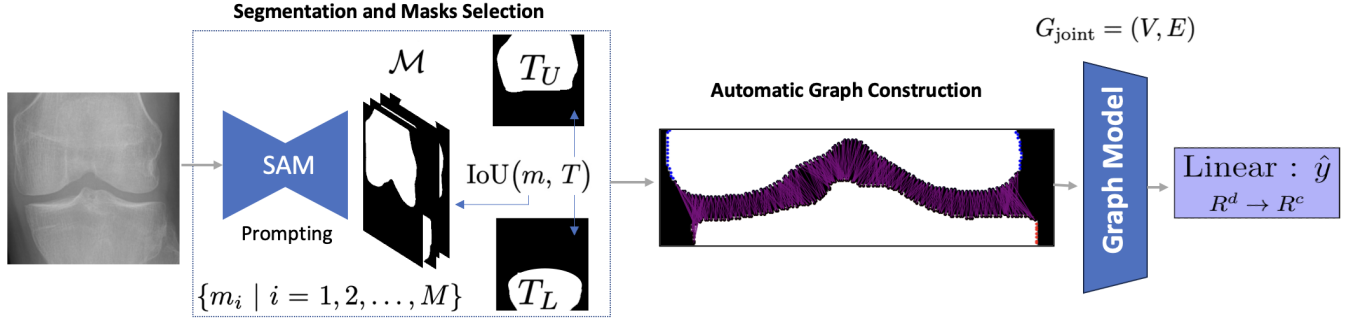 Segmentation and Masks Selection
SAM
Prompting
{m_i | i = 1, 2, . . . , M}
ℳ
T_U
IoU(m, T)
T_L
Automatic Graph Construction
G_joint = (V, E)
Graph Model
Linear : ŷ
R^d → R^c